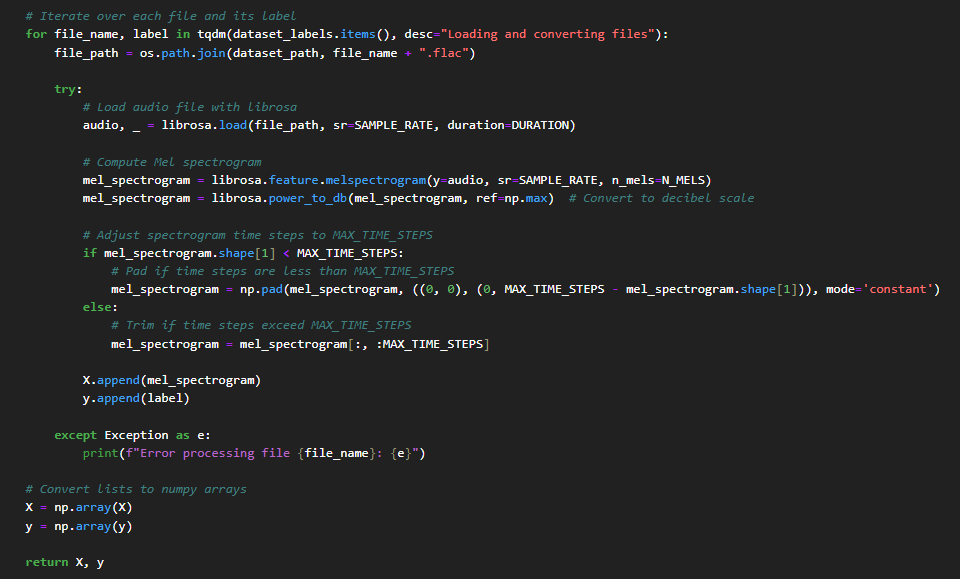 # Iterate over each file and its label
for file_name, label in tqdm(dataset_labels.items(), desc="Loading and converting files"):
    file_path = os.path.join(dataset_path, file_name + ".flac")

    try:
        # Load audio file with librosa
        audio, _ = librosa.load(file_path, sr=SAMPLE_RATE, duration=DURATION)

        # Compute Mel spectrogram
        mel_spectrogram = librosa.feature.melspectrogram(y=audio, sr=SAMPLE_RATE, n_mels=N_MELS)
        mel_spectrogram = librosa.power_to_db(mel_spectrogram, ref=np.max)  # Convert to decibel scale

        # Adjust spectrogram time steps to MAX_TIME_STEPS
        if mel_spectrogram.shape[1] < MAX_TIME_STEPS:
            # Pad if time steps are less than MAX_TIME_STEPS
            mel_spectrogram = np.pad(mel_spectrogram, ((0, 0), (0, MAX_TIME_STEPS - mel_spectrogram.shape[1])), mode='constant')
        else:
            # Trim if time steps exceed MAX_TIME_STEPS
            mel_spectrogram = mel_spectrogram[:, :MAX_TIME_STEPS]

        X.append(mel_spectrogram)
        y.append(label)

    except Exception as e:
        print(f"Error processing file {file_name}: {e}")

# Convert lists to numpy arrays
X = np.array(X)
y = np.array(y)

return X, y